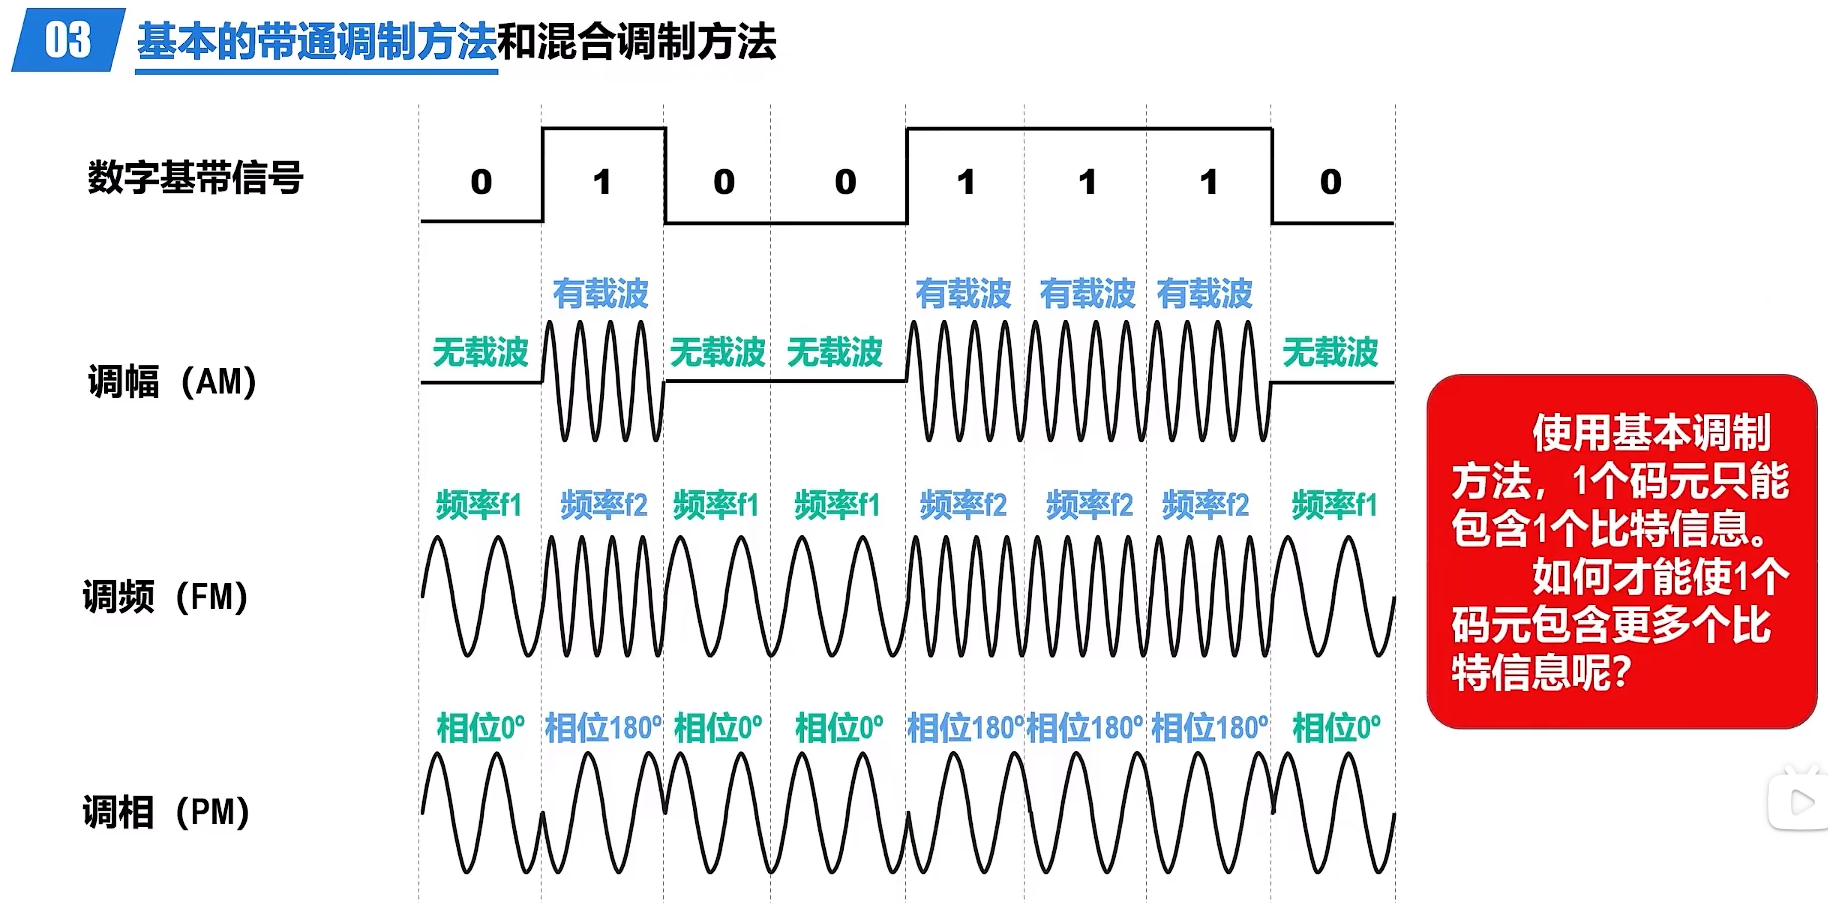 03 基本的带通调制方法和混合调制方法
数字基带信号 0 1 0 0 1 1 1 0
有载波 有载波 有载波 有载波
无载波 无载波 无载波 无载波
调幅（AM）
频率f1 频率f2 频率f1 频率f1 频率f2 频率f2 频率f2 频率f1
调频（FM）
相位0º 相位180º 相位0º 相位0º 相位180º 相位180º 相位180º 相位0º
调相（PM）
使用基本调制
方法，1个码元只能
包含1个比特信息。
如何才能使1个
码元包含更多个比
特信息呢？